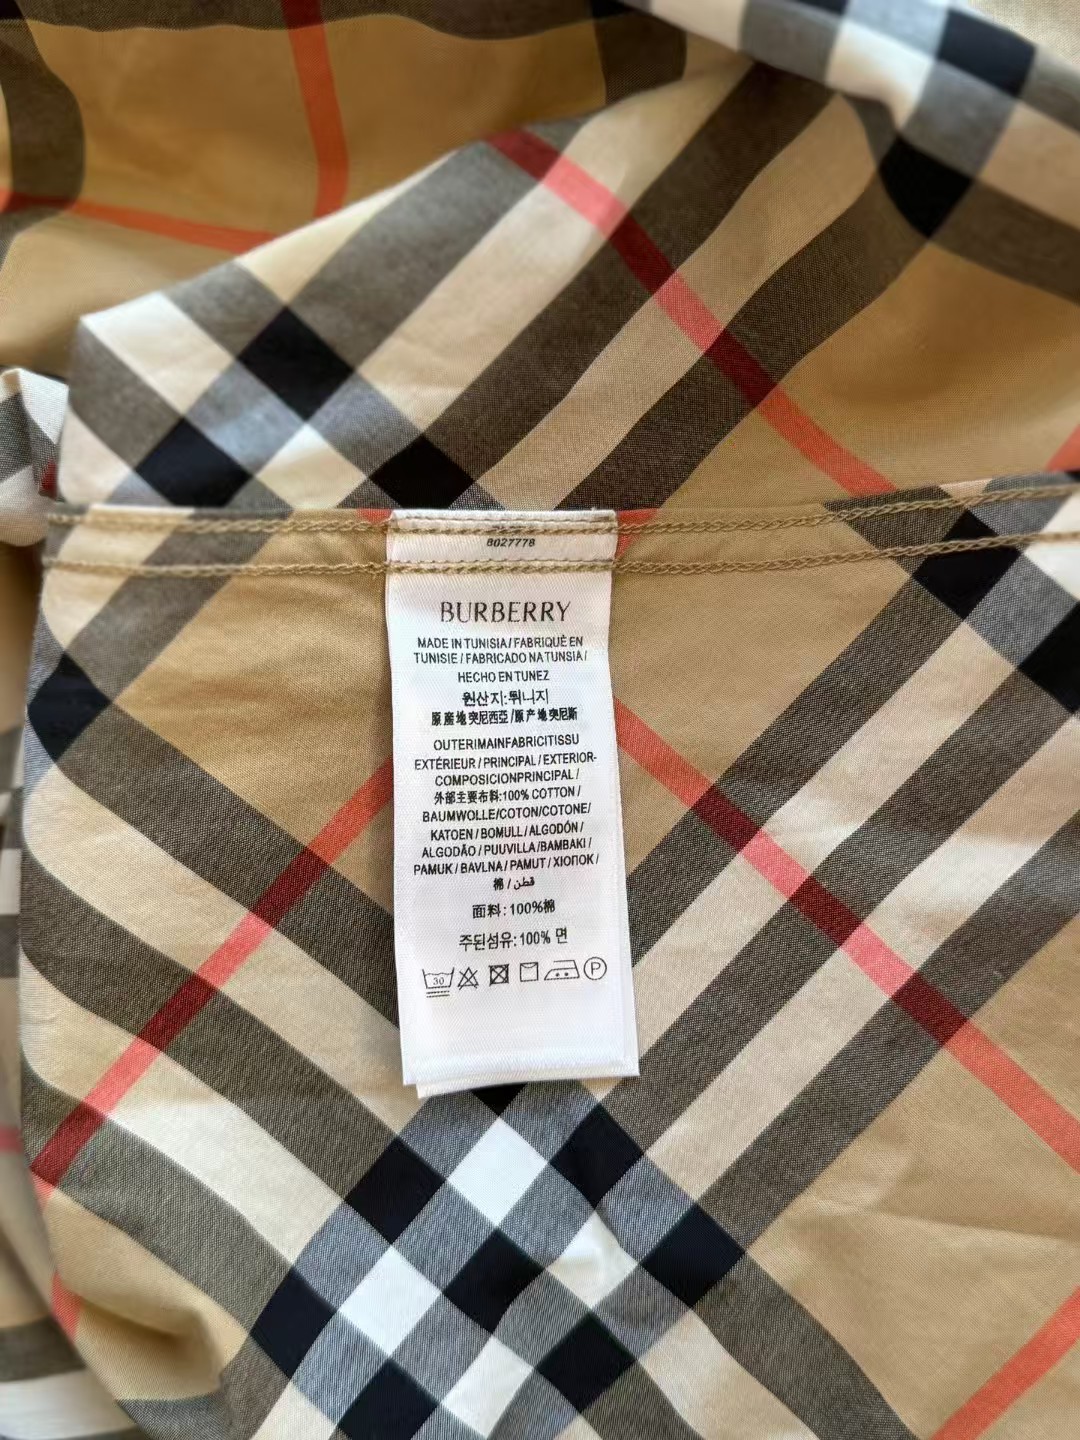 8027778
BURBERRY
MADE IN TUNISIA / FABRIQUÈ EN
TUNISIE / FABRICADO NATUNSIA /
HECHO EN TUNEZ
원산지:튀니지
原產地突尼西亞/原产地突尼斯
OUTERIMAINFABRICITISSU
EXTÉRIEUR / PRINCIPAL / EXTERIOR-
COMPOSICIONPRINCIPAL /
外部主要布料:100% COTTON /
BAUMWOLLE/COTON/COTONE/
KATOEN / BOMULL / ALGODÓN /
ALGODÃO / PUUVILLA /BAMBAKI /
PAMUK / BAVLNA / PAMUT / ХЛОПОК /
棉 / قطن
面料 : 100%棉
주된섬유: 100% 면
30
P